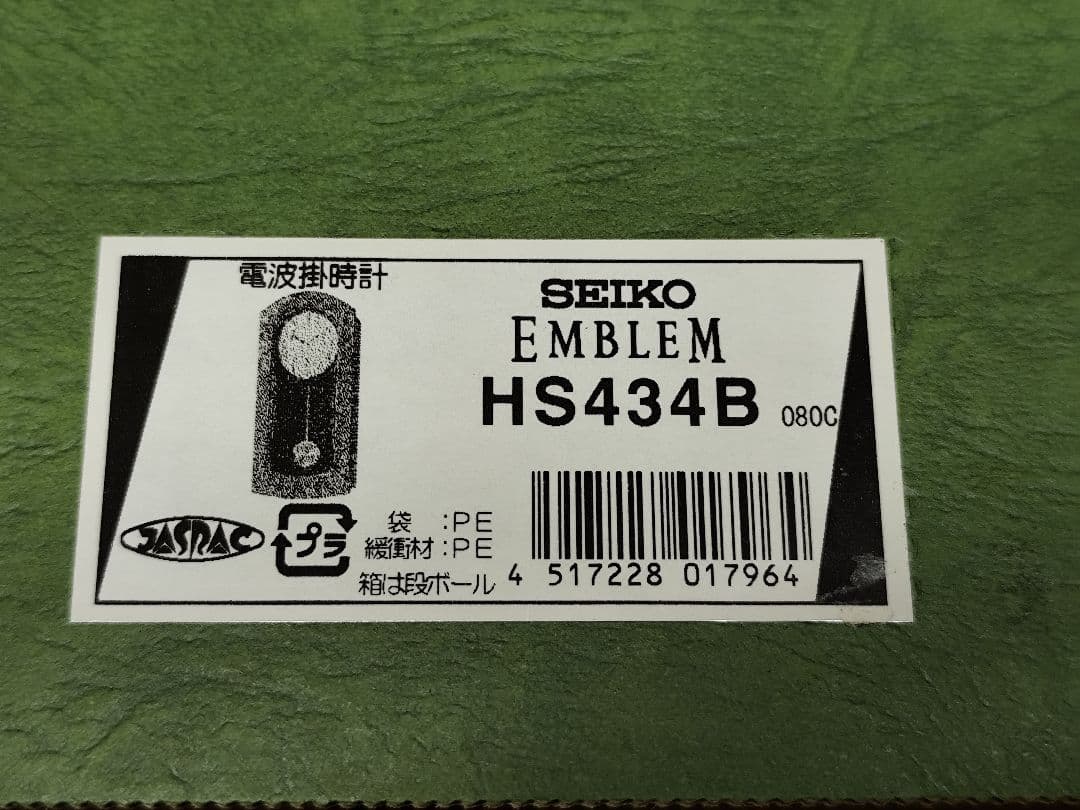 電波掛時計
SEIKO
EMBLEM
HS434B 080C
JASRAC
プラ
袋 :PE
緩衝材:PE
箱は段ボール
4 517228 017964